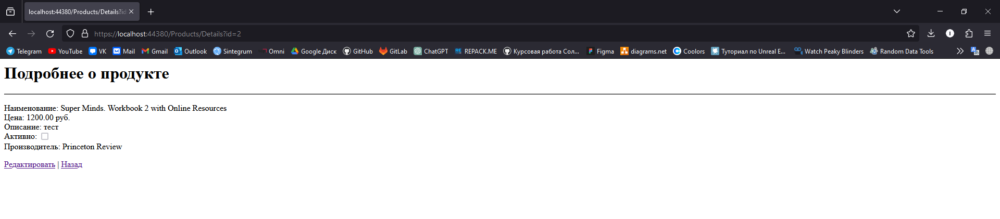 localhost:44380/Products/Details?id
https://localhost:44380/Products/Details?id=2
Telegram YouTube VK Mail Gmail Outlook Sintegrum Omni Google Диск GitHub GitLab ChatGPT RE REPACK.ME Курсовая работа Сол... Figma diagrams.net Coolors Туториал по Unreal E... Watch Peaky Blinders Random Data Tools
Подробнее о продукте
Наименование: Super Minds. Workbook 2 with Online Resources
Цена: 1200.00 руб.
Описание: тест
Активно:
Производитель: Princeton Review
Редактировать | Назад